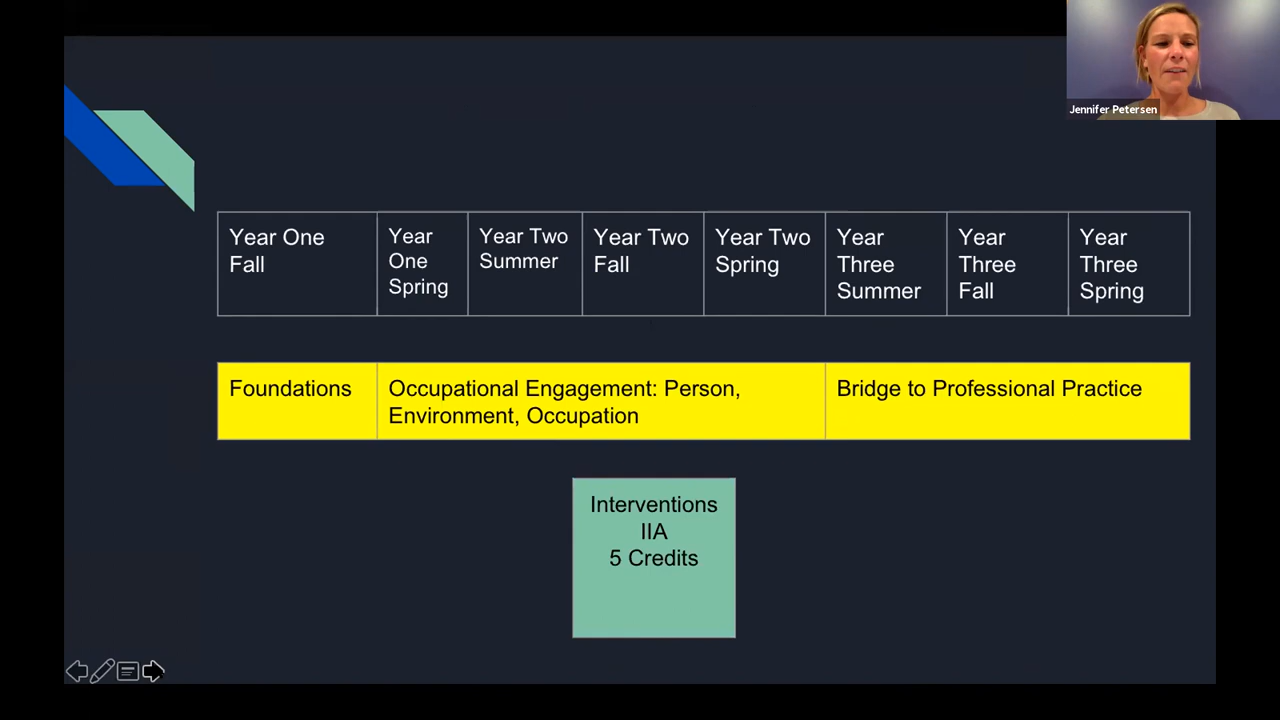 Jennifer Petersen
Year One
Fall
Year
One
Spring
Year Two
Summer
Year Two
Fall
Year Two
Spring
Year
Three
Summer
Year
Three
Fall
Year
Three
Spring
Foundations
Occupational Engagement: Person,
Environment, Occupation
Bridge to Professional Practice
Interventions
IIA
5 Credits